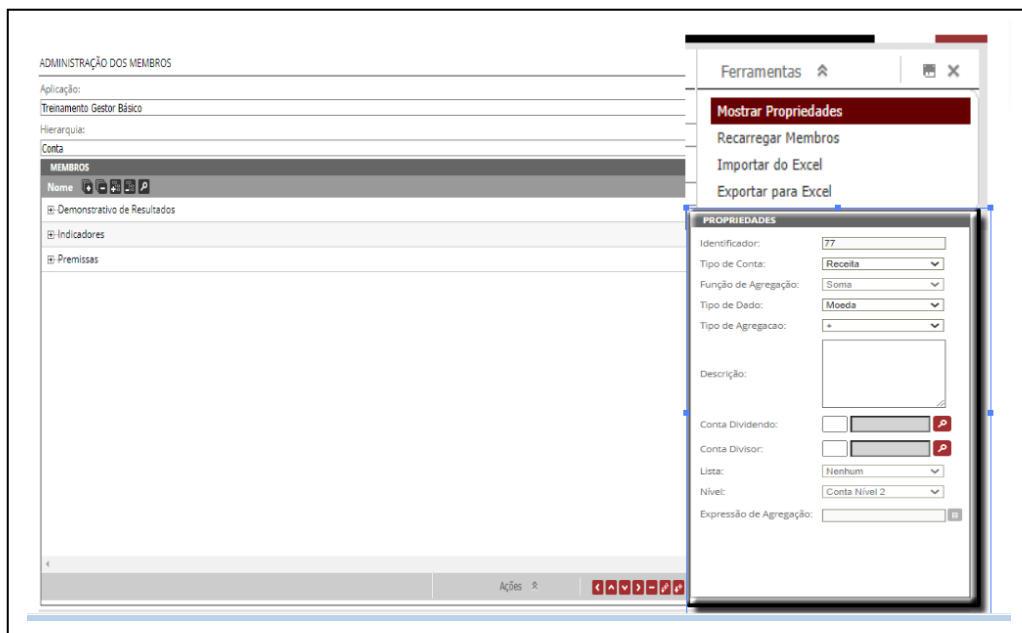 ADMINISTRAÇÃO DOS MEMBROS
Aplicação:
Treinamento Gestor Básico
Hierarquia:
Conta
MEMBROS
Nome
Demonstrativo de Resultados
Indicadores
Premissas
Ações
Ferramentas
Mostrar Propriedades
Recarregar Membros
Importar do Excel
Exportar para Excel
PROPRIEDADES
Identificador: 77
Tipo de Conta: Receita
Função de Agregação: Soma
Tipo de Dado: Moeda
Tipo de Agregacao: +
Descrição:
Conta Dividendo:
Conta Divisor:
Lista: Nenhum
Nível: Conta Nível 2
Expressão de Agregação: